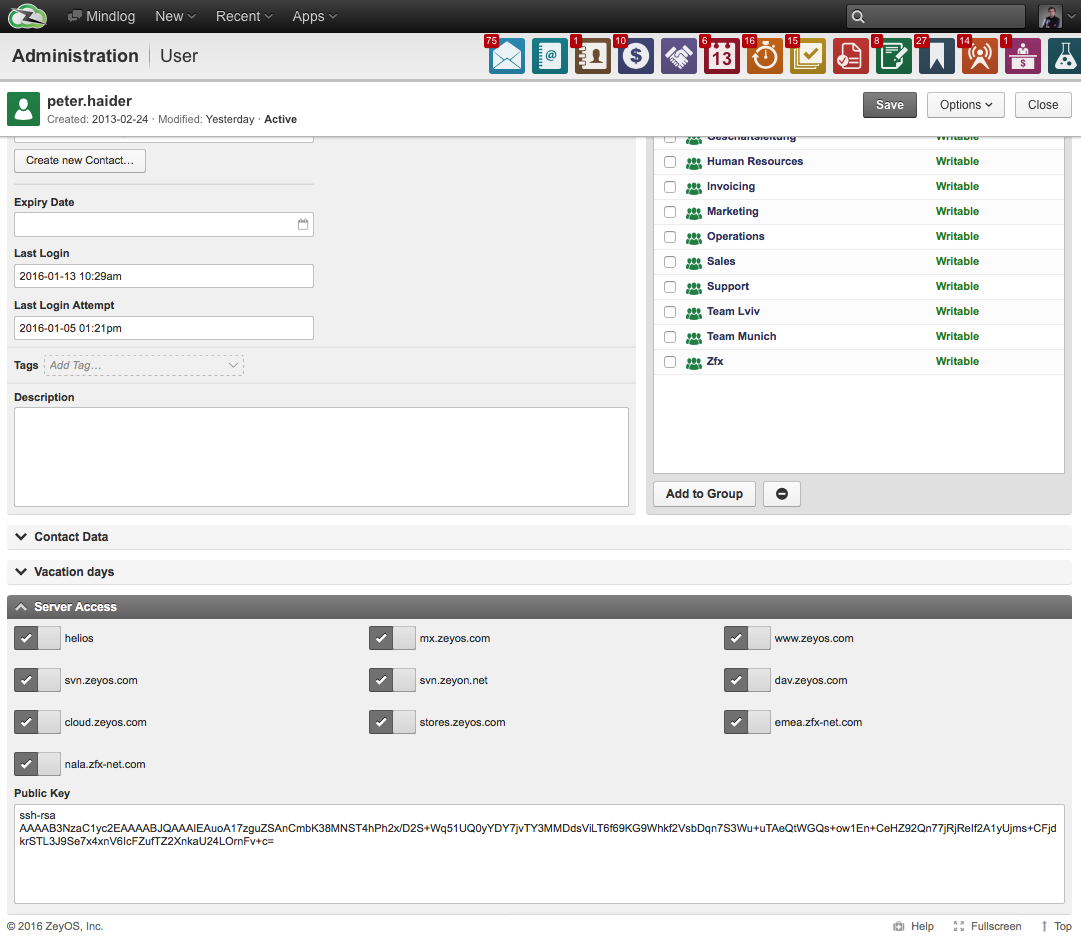 Mindlog New Recent Apps
Administration User
75 1 10 6 13 16 15 8 27 14 1
peter.haider
Created: 2013-02-24 · Modified: Yesterday · Active
Save Options Close
Create new Contact…
Expiry Date
Last Login
2016-01-13 10:29am
Last Login Attempt
2016-01-05 01:21pm
Tags Add Tag…
Description
Geschäftsleitung Writable
Human Resources Writable
Invoicing Writable
Marketing Writable
Operations Writable
Sales Writable
Support Writable
Team Lviv Writable
Team Munich Writable
Zfx Writable
Add to Group
Contact Data
Vacation days
Server Access
helios mx.zeyos.com www.zeyos.com
svn.zeyos.com svn.zeyon.net dav.zeyos.com
cloud.zeyos.com stores.zeyos.com emea.zfx-net.com
nala.zfx-net.com
Public Key
ssh-rsa
AAAAB3NzaC1yc2EAAAABJQAAAIEAuoA17zguZSAnCmbK38MNST4hPh2x/D2S+Wq51UQ0yYDY7jvTY3MMDdsViLT6f69KG9Whkf2VsbDqn7S3Wu+uTAeQtWGQs+ow1En+CeHZ92Qn77jRjReIf2A1yUjms+CFjd
krSTL3J9Se7x4xnV6IcFZufTZ2XnkaU24LOrnFv+c=
© 2016 ZeyOS, Inc.
Help Fullscreen Top